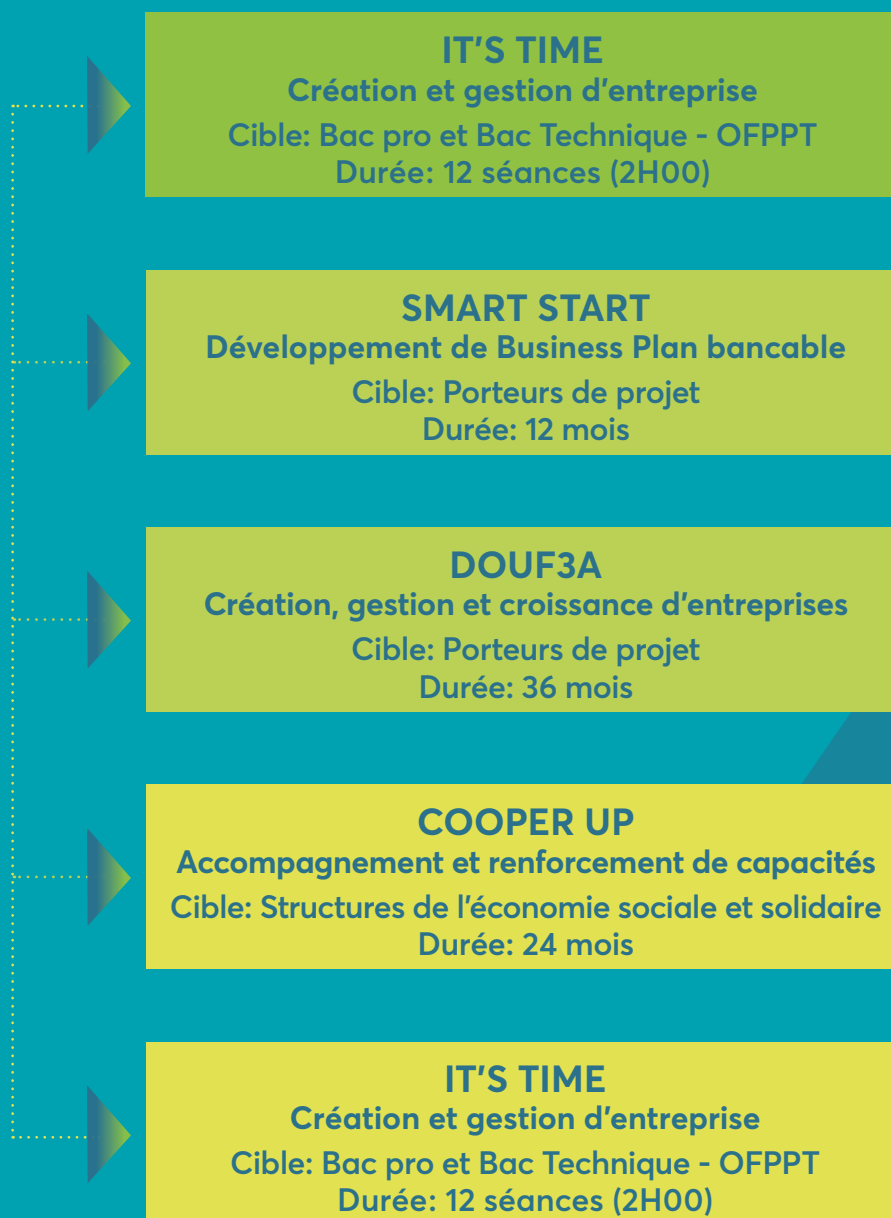 IT'S TIME
Création et gestion d'entreprise
Cible: Bac pro et Bac Technique - OFPPT
Durée: 12 séances (2H00)
SMART START
Développement de Business Plan bancable
Cible: Porteurs de projet
Durée: 12 mois
DOUF3A
Création, gestion et croissance d'entreprises
Cible: Porteurs de projet
Durée: 36 mois
COOPER UP
Accompagnement et renforcement de capacités
Cible: Structures de l'économie sociale et solidaire
Durée: 24 mois
IT'S TIME
Création et gestion d'entreprise
Cible: Bac pro et Bac Technique - OFPPT
Durée: 12 séances (2H00)